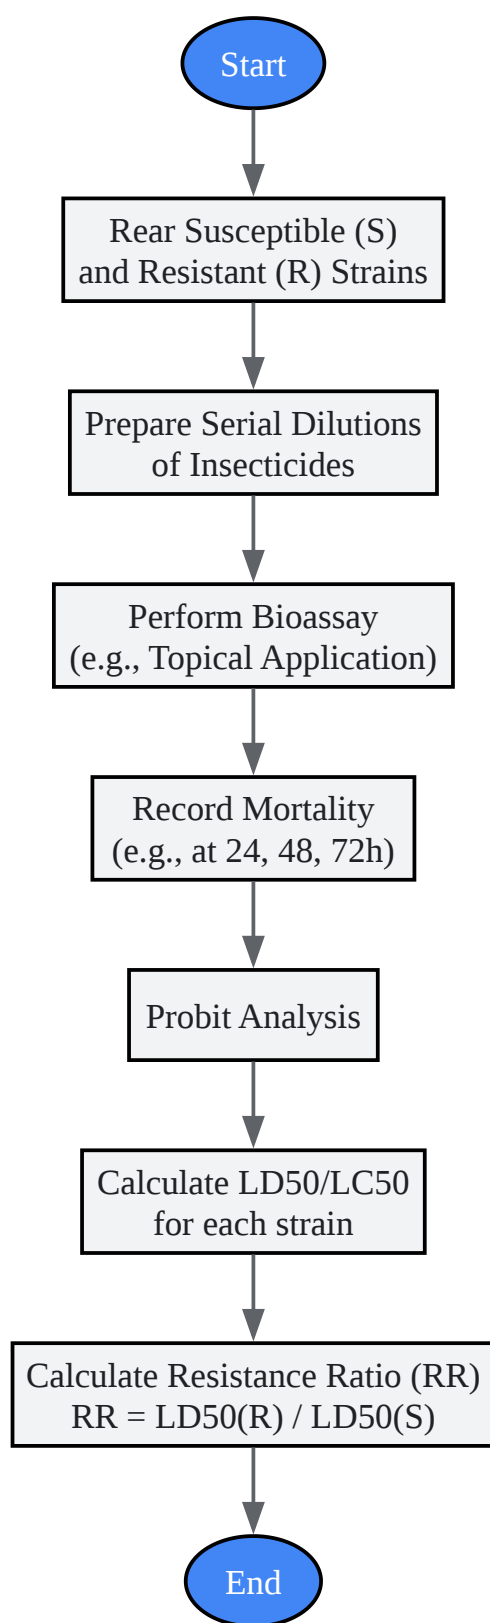 Start
Rear Susceptible (S)
and Resistant (R) Strains
Prepare Serial Dilutions
of Insecticides
Perform Bioassay
(e.g., Topical Application)
Record Mortality
(e.g., at 24, 48, 72h)
Probit Analysis
Calculate LD50/LC50
for each strain
Calculate Resistance Ratio (RR)
RR = LD50(R) / LD50(S)
End